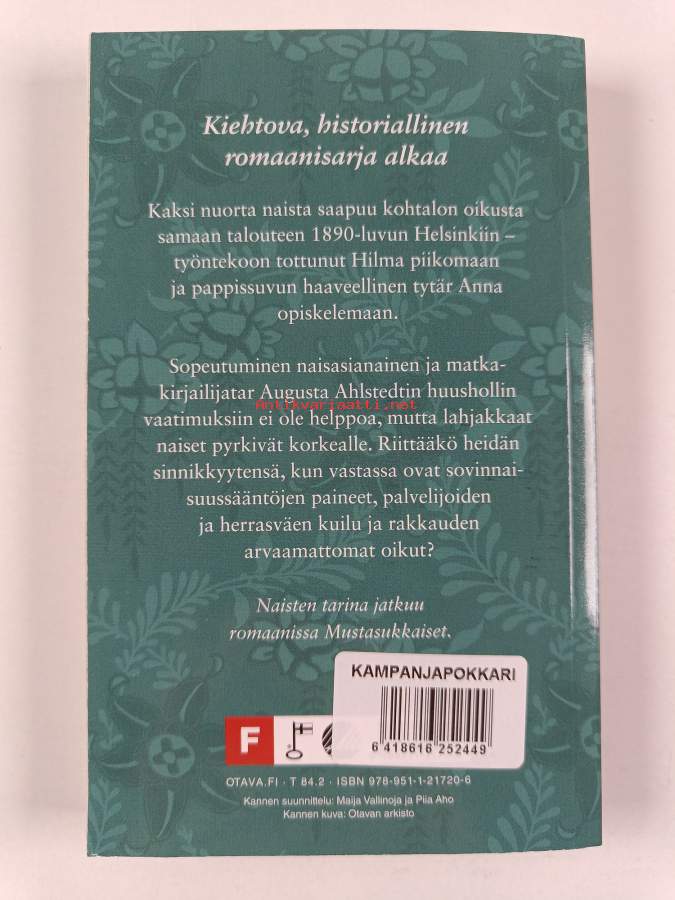 Kiehtova, historiallinen
romaanisarja alkaa
Kaksi nuorta naista saapuu kohtalon oikusta
samaan talouteen 1890-luvun Helsinkiin –
työntekoon tottunut Hilma piikomaan
ja pappissuvun haaveellinen tytär Anna
opiskelemaan.
Sopeutuminen naisasianainen ja matka-
kirjailijatar Augusta Ahlstedtin huushollin
Antikvariaatti.net
vaatimuksiin ei ole helppoa, mutta lahjakkaat
naiset pyrkivät korkealle. Riittääkö heidän
sinnikkyytensä, kun vastassa ovat sovinnai-
suussääntöjen paineet, palvelijoiden
ja herrasväen kuilu ja rakkauden
arvaamattomat oikut?
Naisten tarina jatkuu
romaanissa Mustasukkaiset.
KAMPANJAPOKKARI
6 418616 252449
F
OTAVA.FI · T 84.2 · ISBN 978-951-1-21720-6
Kannen suunnittelu: Maija Vallinoja ja Piia Aho
Kannen kuva: Otavan arkisto